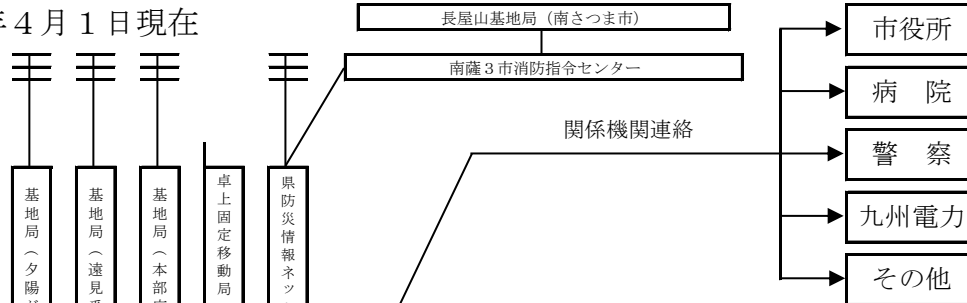 年４月１日現在
長屋山基地局（南さつま市）
南薩３市消防指令センター
関係機関連絡
市役所
病　院
警　察
九州電力
その他
基地局（夕陽
基地局（遠見
基地局（本部
卓上固定移動局
県防災情報ネッ